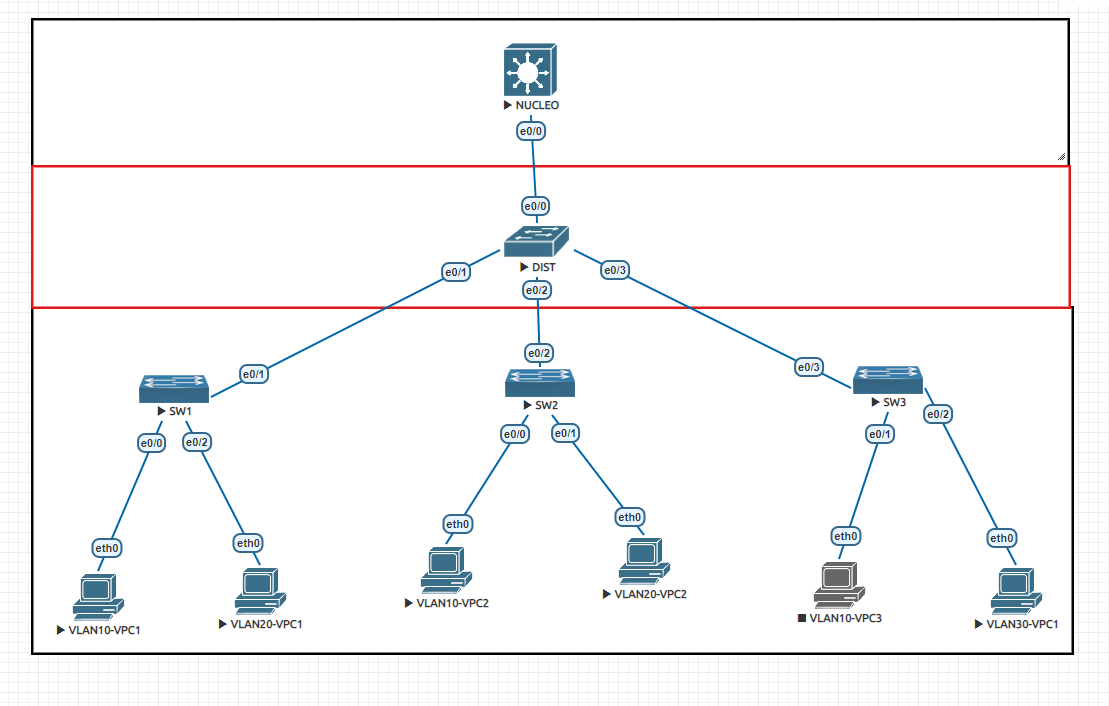 NUCLEO
e0/0
e0/0
DIST
e0/1
e0/3
e0/2
e0/2
e0/1
e0/3
SW1
SW2
SW3
e0/0
e0/2
e0/0
e0/1
e0/1
e0/2
eth0
eth0
eth0
eth0
eth0
eth0
VLAN10-VPC1
VLAN20-VPC1
VLAN10-VPC2
VLAN20-VPC2
VLAN10-VPC3
VLAN30-VPC1